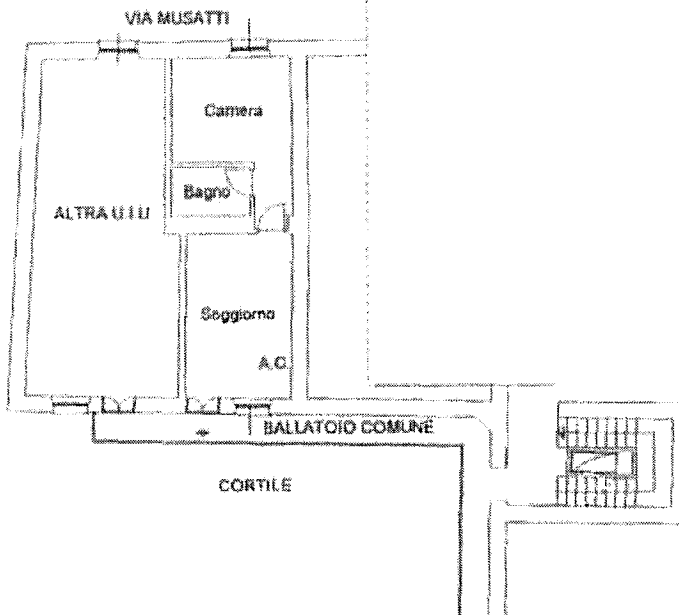 VIA MUSATTI
Camera
Bagno
ALTRA U.I.U
Soggiorno
A.C.
BALLATOIO COMUNE
CORTILE